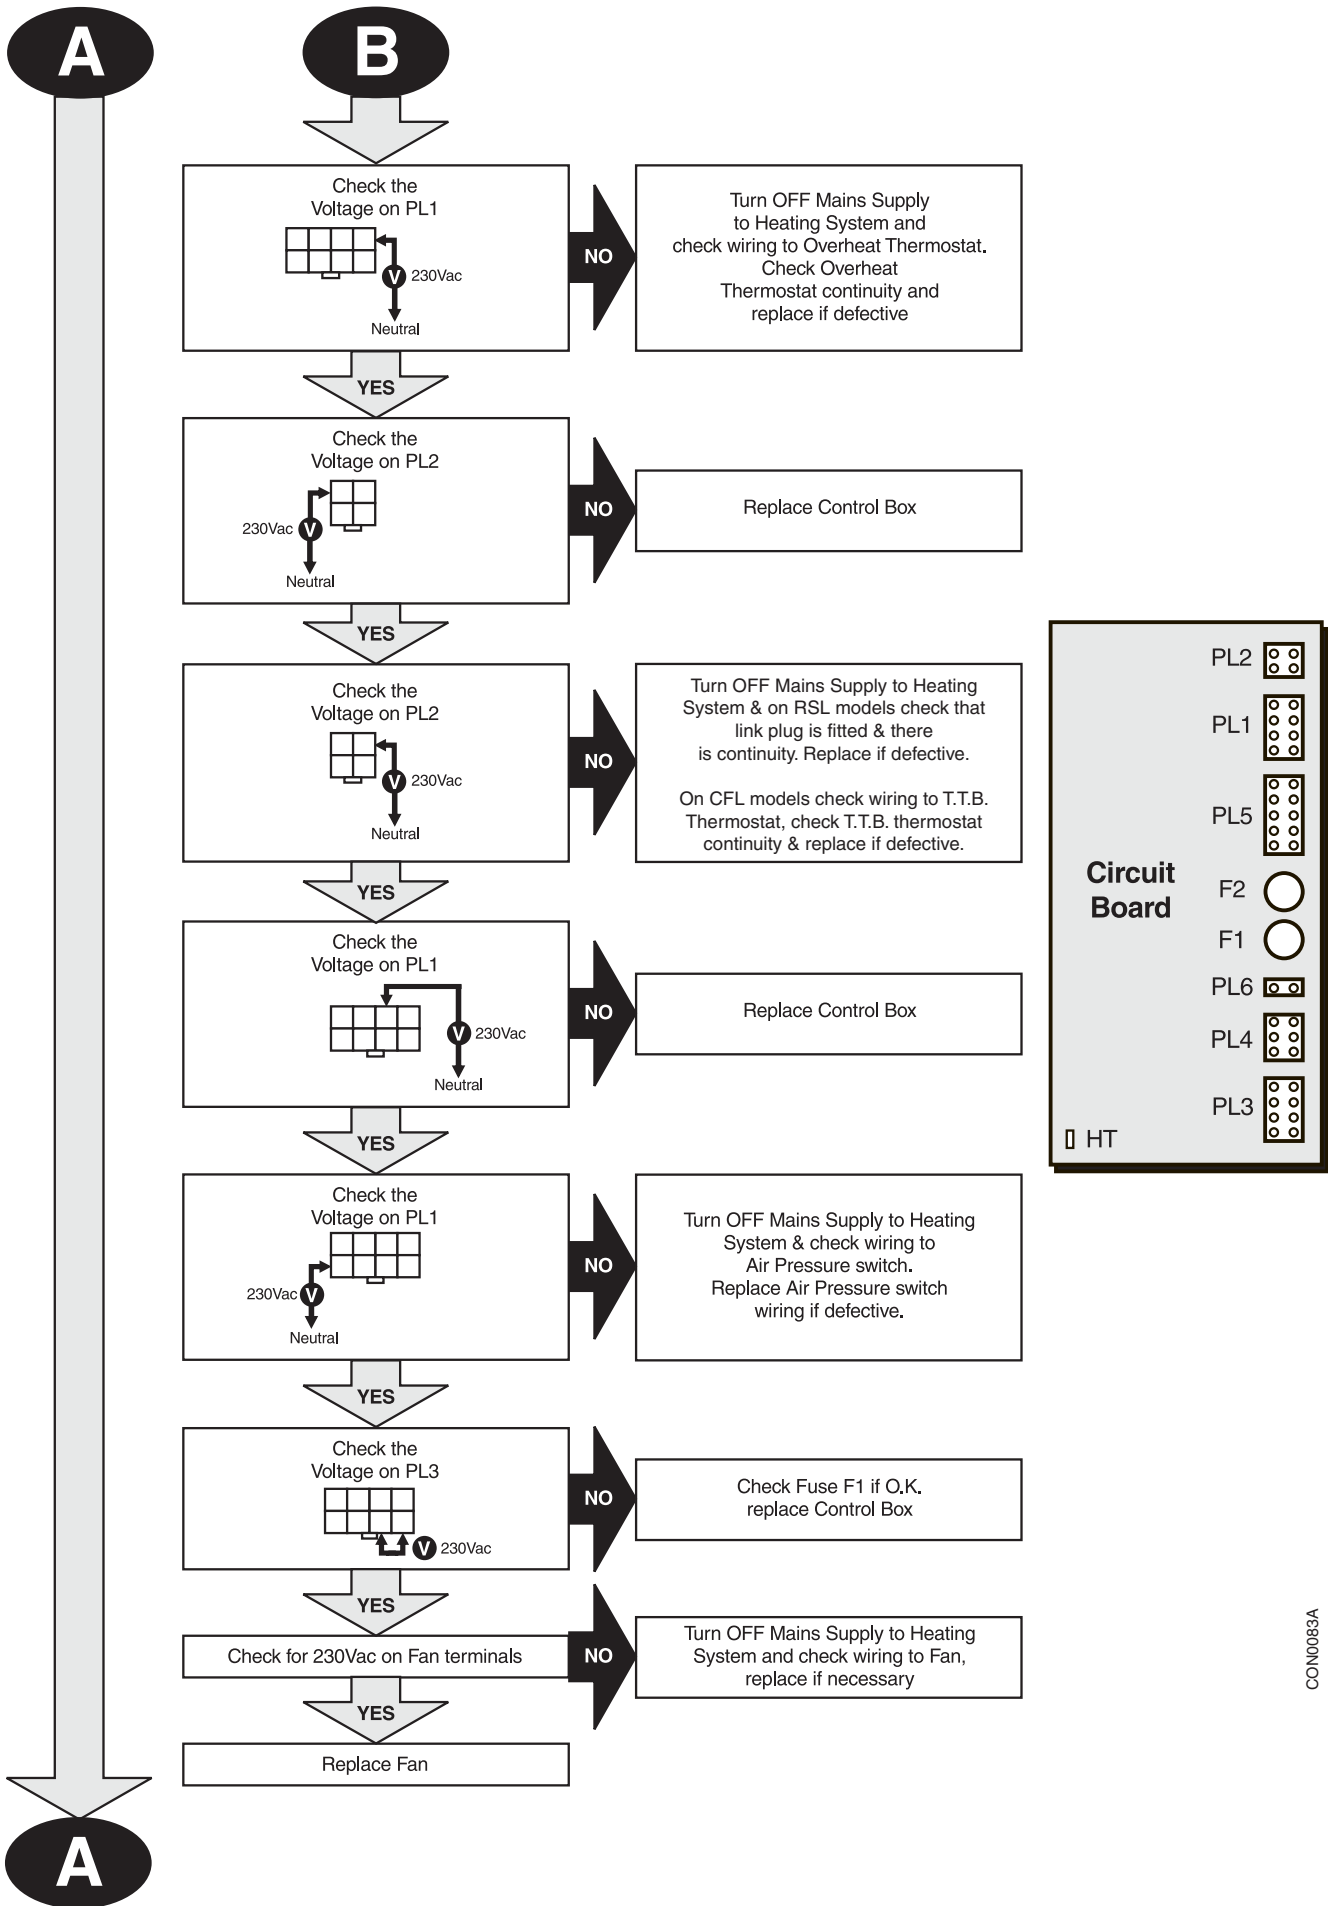 A
B
Check the
Voltage on PL1
V
230Vac
Neutral
NO
Turn OFF Mains Supply
to Heating System and
check wiring to Overheat Thermostat.
Check Overheat
Thermostat continuity and
replace if defective
YES
Check the
Voltage on PL2
230Vac
V
Neutral
NO
Replace Control Box
YES
Check the
Voltage on PL2
V
230Vac
Neutral
NO
Turn OFF Mains Supply to Heating
System & on RSL models check that
link plug is fitted & there
is continuity. Replace if defective.
On CFL models check wiring to T.T.B.
Thermostat, check T.T.B. thermostat
continuity & replace if defective.
YES
Check the
Voltage on PL1
V
230Vac
Neutral
NO
Replace Control Box
YES
Check the
Voltage on PL1
230Vac
V
Neutral
NO
Turn OFF Mains Supply to Heating
System & check wiring to
Air Pressure switch.
Replace Air Pressure switch
wiring if defective.
YES
Check the
Voltage on PL3
V
230Vac
NO
Check Fuse F1 if O.K.
replace Control Box
YES
Check for 230Vac on Fan terminals
NO
Turn OFF Mains Supply to Heating
System and check wiring to Fan,
replace if necessary
YES
Replace Fan
A
Circuit
Board
PL2
PL1
PL5
F2
F1
PL6
PL4
PL3
HT
CON0083A